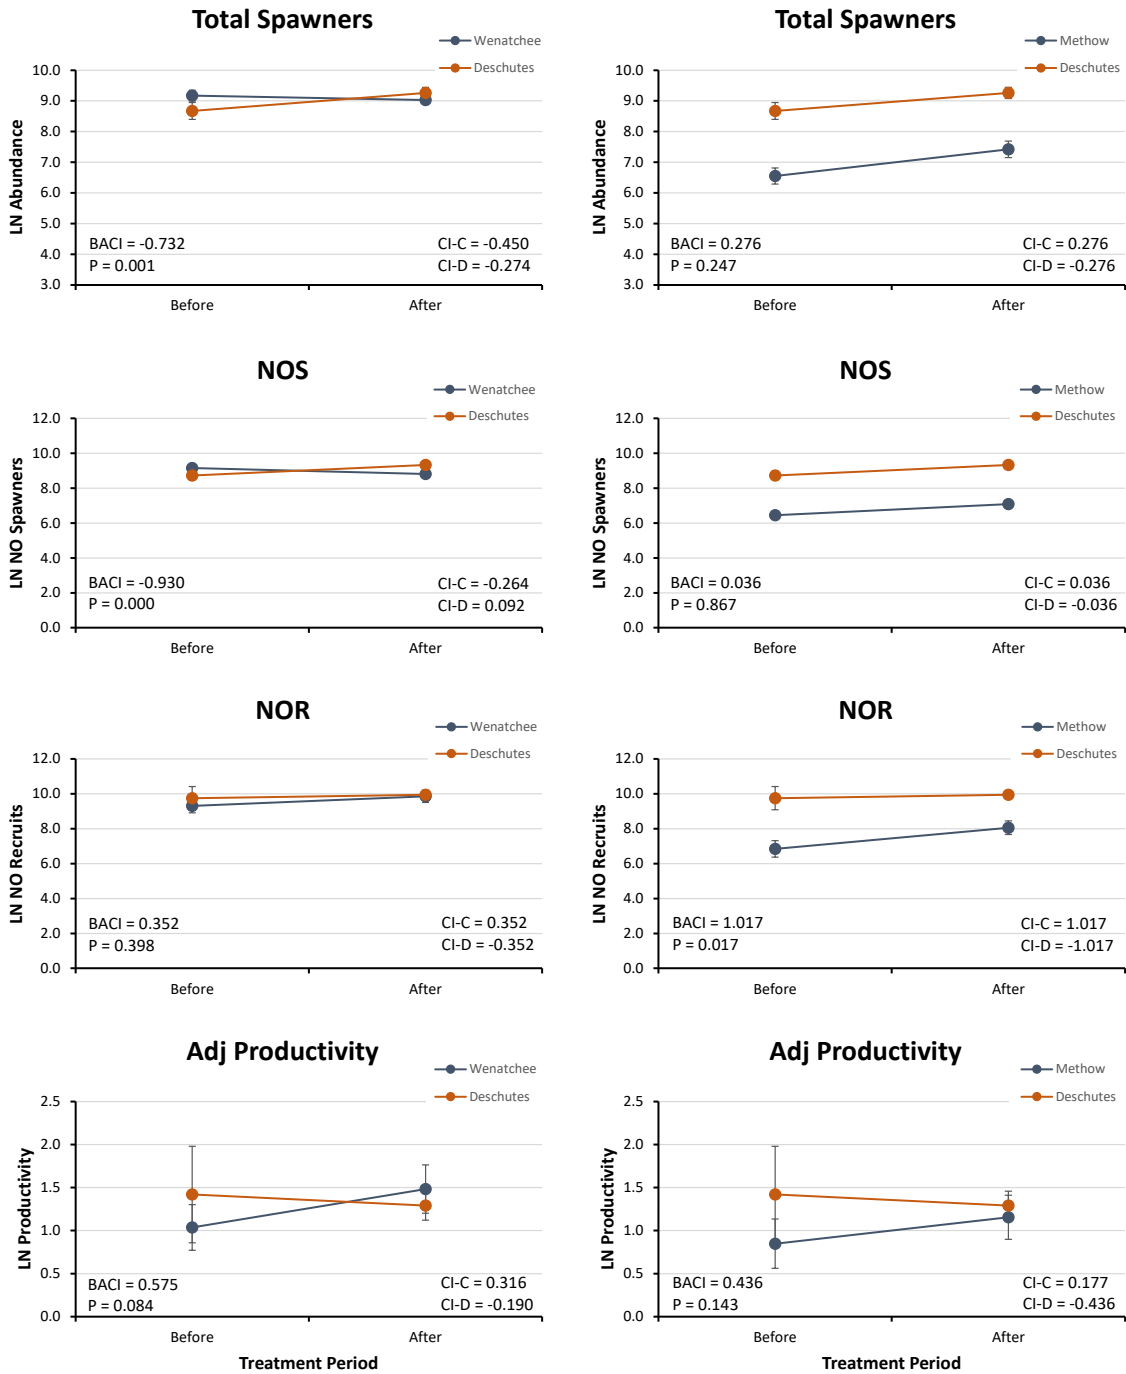 Total Spawners
Wenatchee
Deschutes
10.0
9.0
8.0
7.0
6.0
5.0
4.0
3.0
LN Abundance
BACI = -0.732
P = 0.001
CI-C = -0.450
CI-D = -0.274
Before
After
Total Spawners
Methow
Deschutes
10.0
9.0
8.0
7.0
6.0
5.0
4.0
3.0
LN Abundance
BACI = 0.276
P = 0.247
CI-C = 0.276
CI-D = -0.276
Before
After
NOS
Wenatchee
Deschutes
12.0
10.0
8.0
6.0
4.0
2.0
0.0
LN NO Spawners
BACI = -0.930
P = 0.000
CI-C = -0.264
CI-D = 0.092
Before
After
NOS
Methow
Deschutes
12.0
10.0
8.0
6.0
4.0
2.0
0.0
LN NO Spawners
BACI = 0.036
P = 0.867
CI-C = 0.036
CI-D = -0.036
Before
After
NOR
Wenatchee
Deschutes
12.0
10.0
8.0
6.0
4.0
2.0
0.0
LN NO Recruits
BACI = 0.352
P = 0.398
CI-C = 0.352
CI-D = -0.352
Before
After
NOR
Methow
Deschutes
12.0
10.0
8.0
6.0
4.0
2.0
0.0
LN NO Recruits
BACI = 1.017
P = 0.017
CI-C = 1.017
CI-D = -1.017
Before
After
Adj Productivity
Wenatchee
Deschutes
2.5
2.0
1.5
1.0
0.5
0.0
LN Productivity
BACI = 0.575
P = 0.084
CI-C = 0.316
CI-D = -0.190
Before
After
Treatment Period
Adj Productivity
Methow
Deschutes
2.5
2.0
1.5
1.0
0.5
0.0
LN Productivity
BACI = 0.436
P = 0.143
CI-C = 0.177
CI-D = -0.436
Before
After
Treatment Period